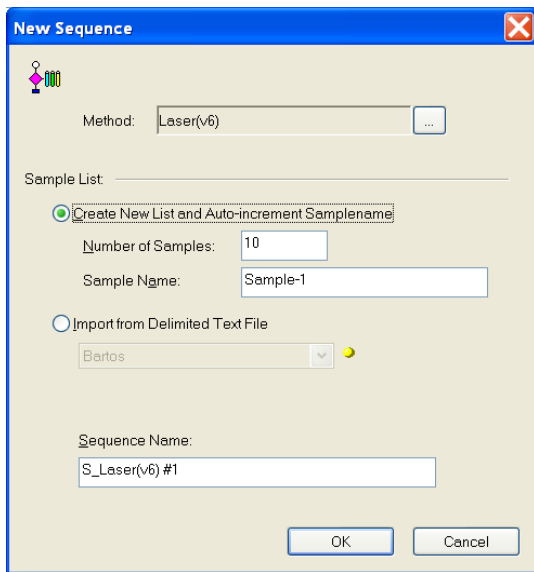 New Sequence
Method: Laser(v6) ...
Sample List:
Create New List and Auto-increment Samplename
Number of Samples: 10
Sample Name: Sample-1
Import from Delimited Text File
Bartos
Sequence Name:
S_Laser(v6) #1
OK Cancel